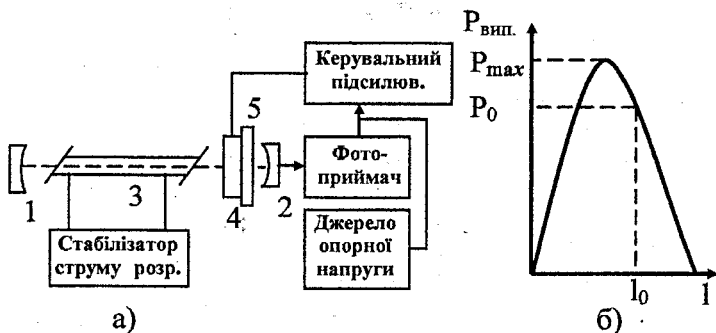 Керувальний
підсилюв.
5
Фото-
приймач
1
3
4
2
Стабілізатор
струму розр.
Джерело
опорної
напруги
а)
Pвип.
Pmax
P0
l0
l
б)